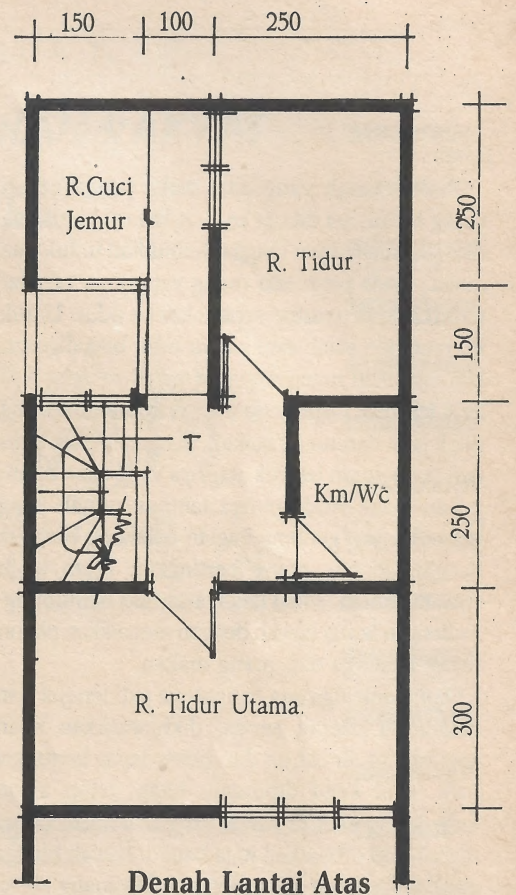 150 100 250
R.Cuci
Jemur
R. Tidur
250
150
T
Km/Wc
250
R. Tidur Utama
300
Denah Lantai Atas